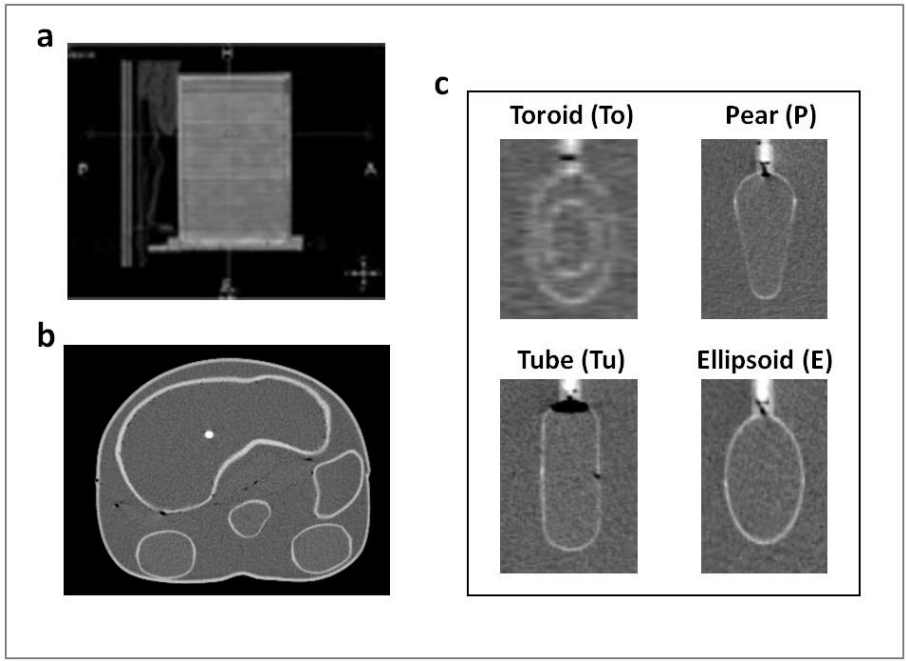 a
H
P
A
b
c
Toroid (To)
Pear (P)
Tube (Tu)
Ellipsoid (E)